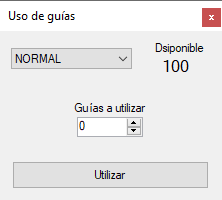 Uso de guías
x
NORMAL
Dsiponible
100
Guías a utilizar
0
Utilizar